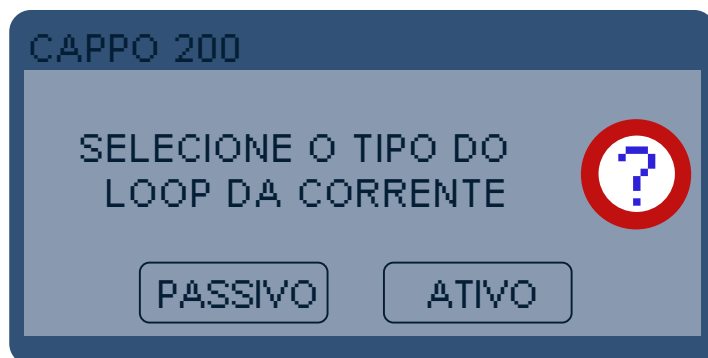 CAPPO 200
SELECIONE O TIPO DO
LOOP DA CORRENTE
?
PASSIVO
ATIVO